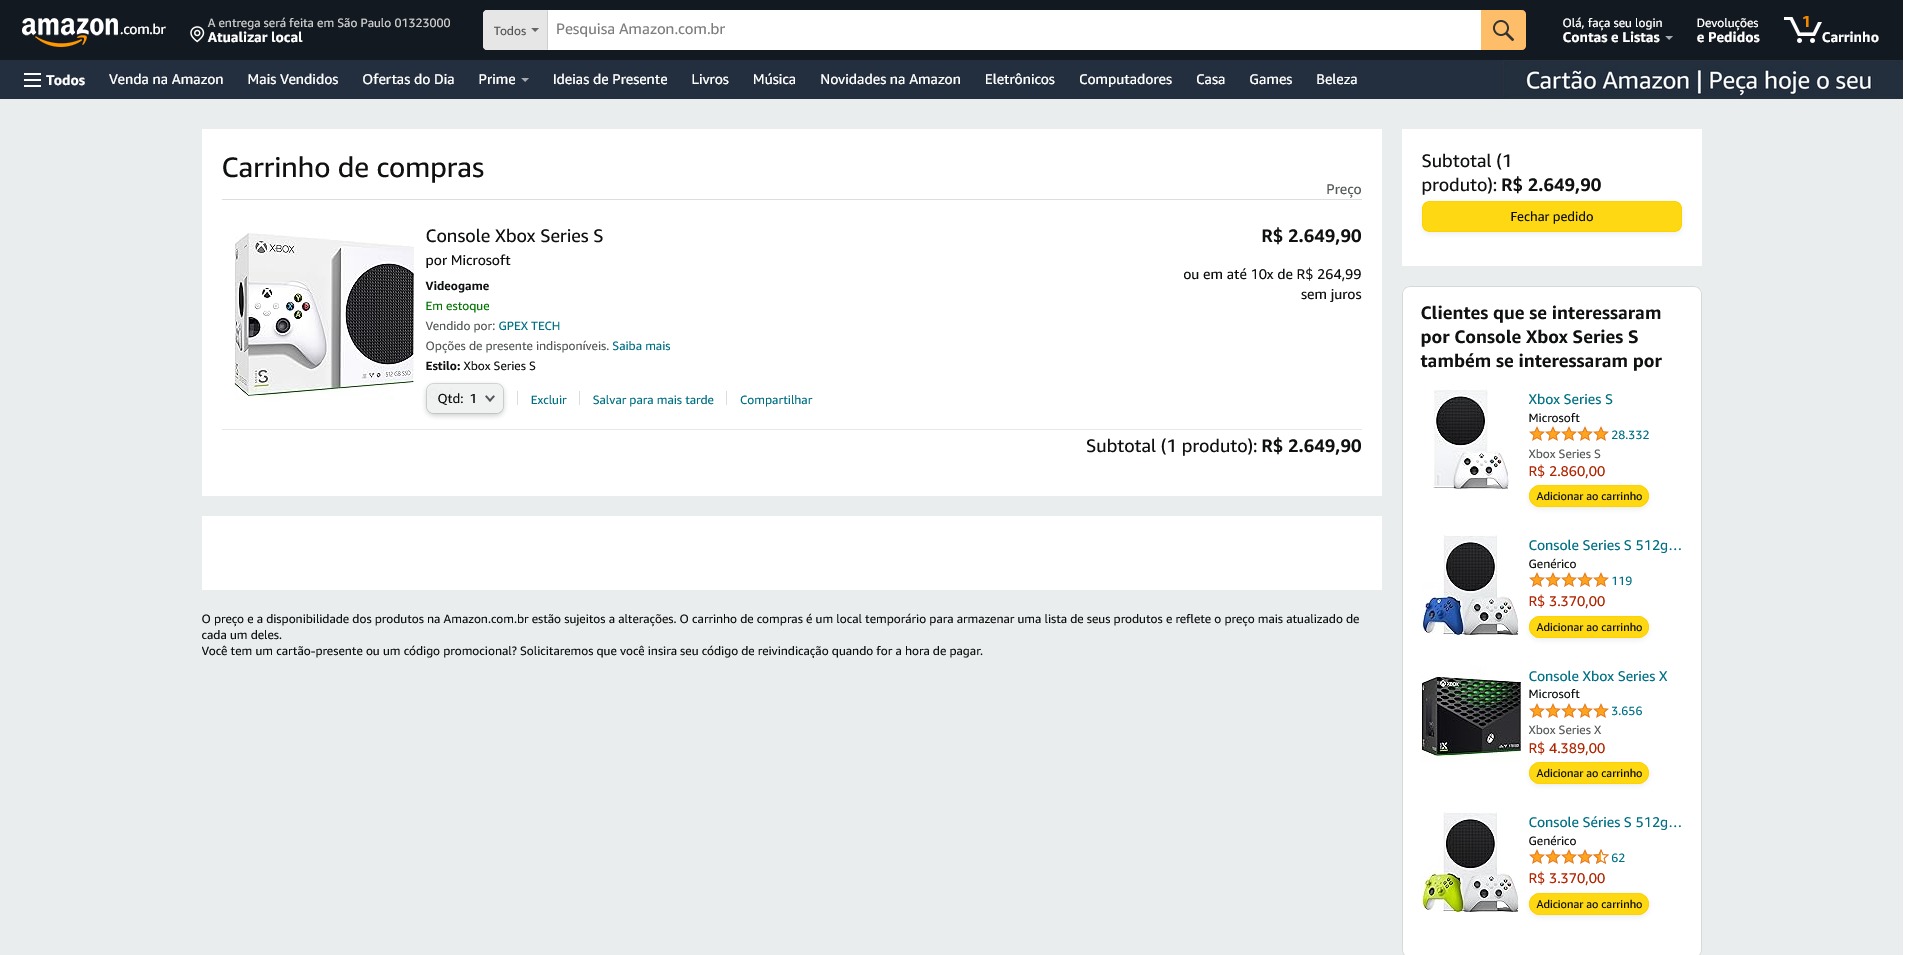 amazon.com.br
A entrega será feita em São Paulo 01323000
Atualizar local
Todos
Pesquisa Amazon.com.br
Olá, faça seu login
Contas e Listas
Devoluções
e Pedidos
1
Carrinho
Todos
Venda na Amazon
Mais Vendidos
Ofertas do Dia
Prime
Ideias de Presente
Livros
Música
Novidades na Amazon
Eletrônicos
Computadores
Casa
Games
Beleza
Cartão Amazon | Peça hoje o seu
Carrinho de compras
Preço
XBOX
512 GB SSD
Console Xbox Series S
R$ 2.649,90
por Microsoft
ou em até 10x de R$ 264,99
sem juros
Videogame
Em estoque
Vendido por: GPEX TECH
Opções de presente indisponíveis. Saiba mais
Estilo: Xbox Series S
Qtd: 1
Excluir
Salvar para mais tarde
Compartilhar
Subtotal (1 produto): R$ 2.649,90
O preço e a disponibilidade dos produtos na Amazon.com.br estão sujeitos a alterações. O carrinho de compras é um local temporário para armazenar uma lista de seus produtos e reflete o preço mais atualizado de
cada um deles.
Você tem um cartão-presente ou um código promocional? Solicitaremos que você insira seu código de reivindicação quando for a hora de pagar.
Subtotal (1
produto): R$ 2.649,90
Fechar pedido
Clientes que se interessaram
por Console Xbox Series S
também se interessaram por
Xbox Series S
Microsoft
28.332
Xbox Series S
R$ 2.860,00
Adicionar ao carrinho
Console Series S 512g...
Genérico
119
R$ 3.370,00
Adicionar ao carrinho
Console Xbox Series X
Microsoft
3.656
Xbox Series X
R$ 4.389,00
Adicionar ao carrinho
Console Séries S 512g...
Genérico
62
R$ 3.370,00
Adicionar ao carrinho